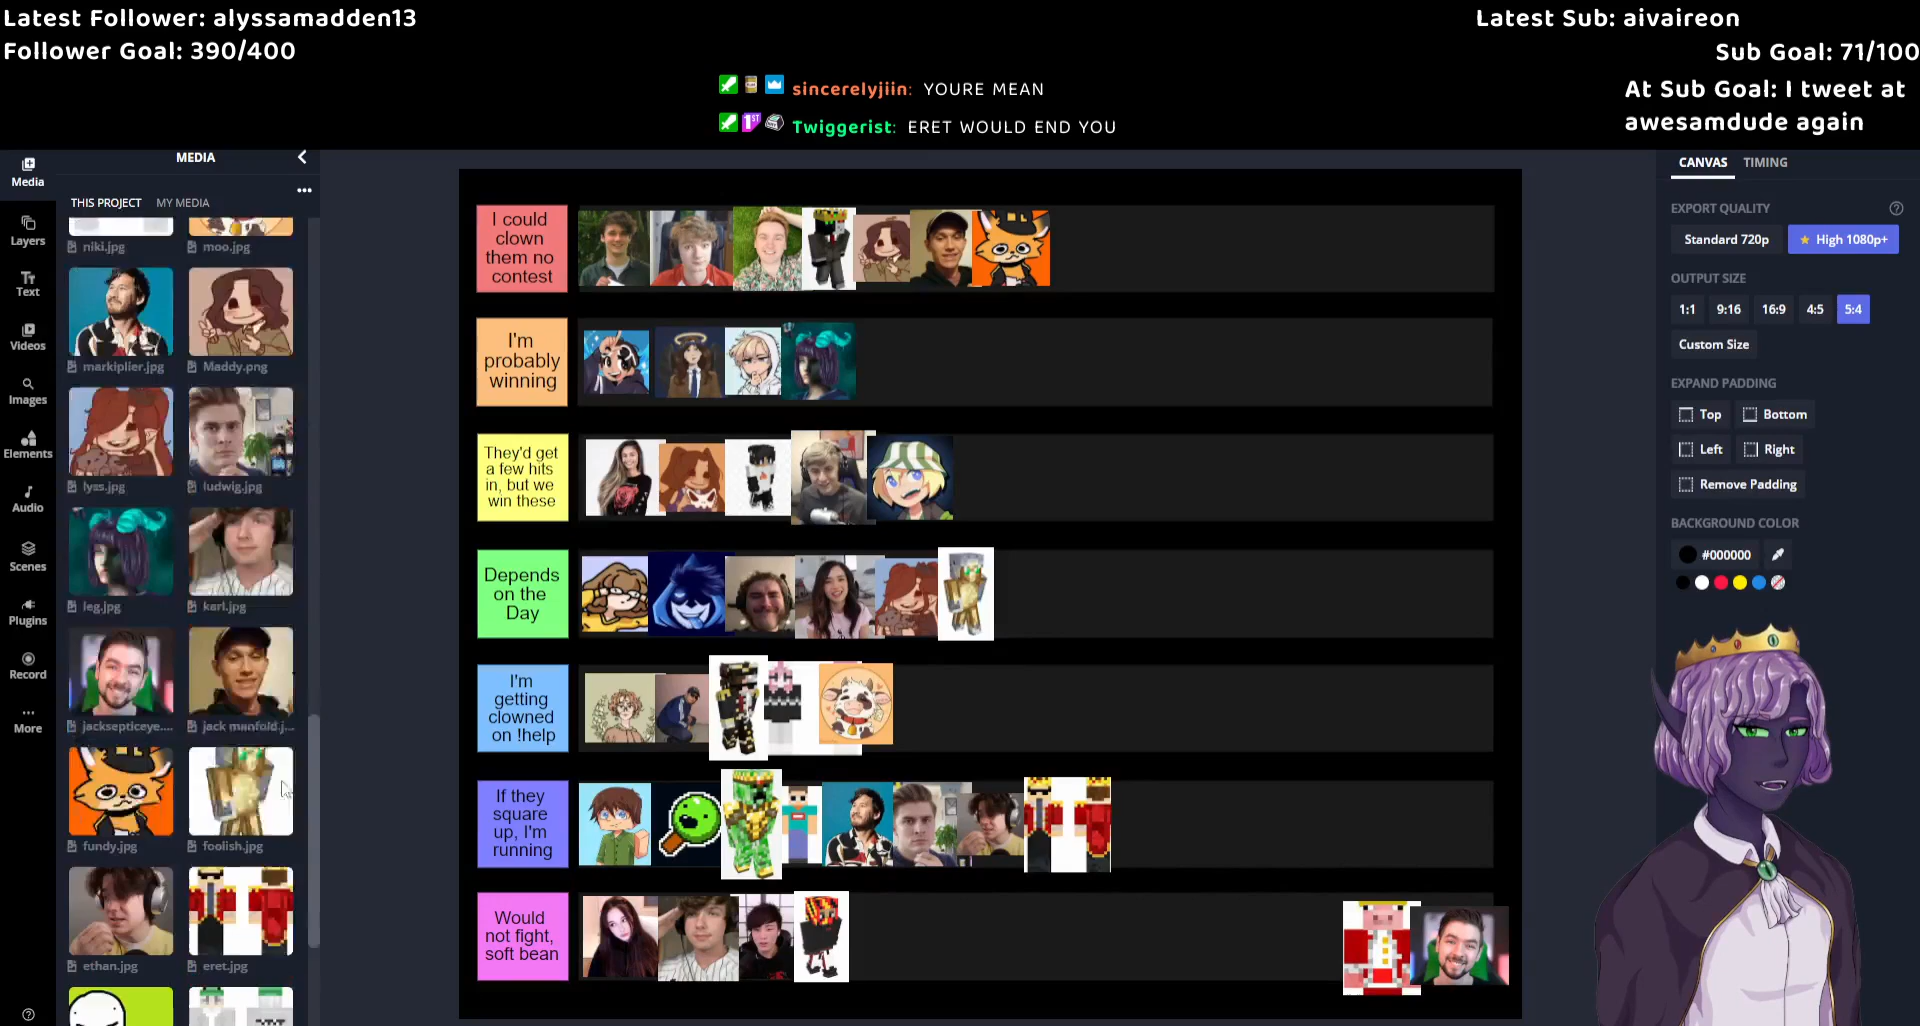 Latest Follower: alyssamadden13
Follower Goal: 390/400
Latest Sub: aivaireon
Sub Goal: 71/100
At Sub Goal: I tweet at
awesamdude again
sincerelyjiin: YOURE MEAN
Twiggerist: ERET WOULD END YOU
Media
Layers
Text
Videos
Images
Elements
Audio
Scenes
Plugins
Record
More
MEDIA
THIS PROJECT MY MEDIA
niki.jpg moo.jpg
markiplier.jpg Maddy.png
lyss.jpg ludwig.jpg
leg.jpg karl.jpg
jacksepticeye.... jack manfold.j...
fundy.jpg foolish.jpg
ethan.jpg eret.jpg
I could
clown
them no
contest
I'm
probably
winning
They'd get
a few hits
in, but we
win these
Depends
on the
Day
I'm
getting
clowned
on !help
If they
square
up, I'm
running
Would
not fight,
soft bean
CANVAS TIMING
EXPORT QUALITY
Standard 720p High 1080p+
OUTPUT SIZE
1:1 9:16 16:9 4:5 5:4
Custom Size
EXPAND PADDING
Top Bottom
Left Right
Remove Padding
BACKGROUND COLOR
#000000